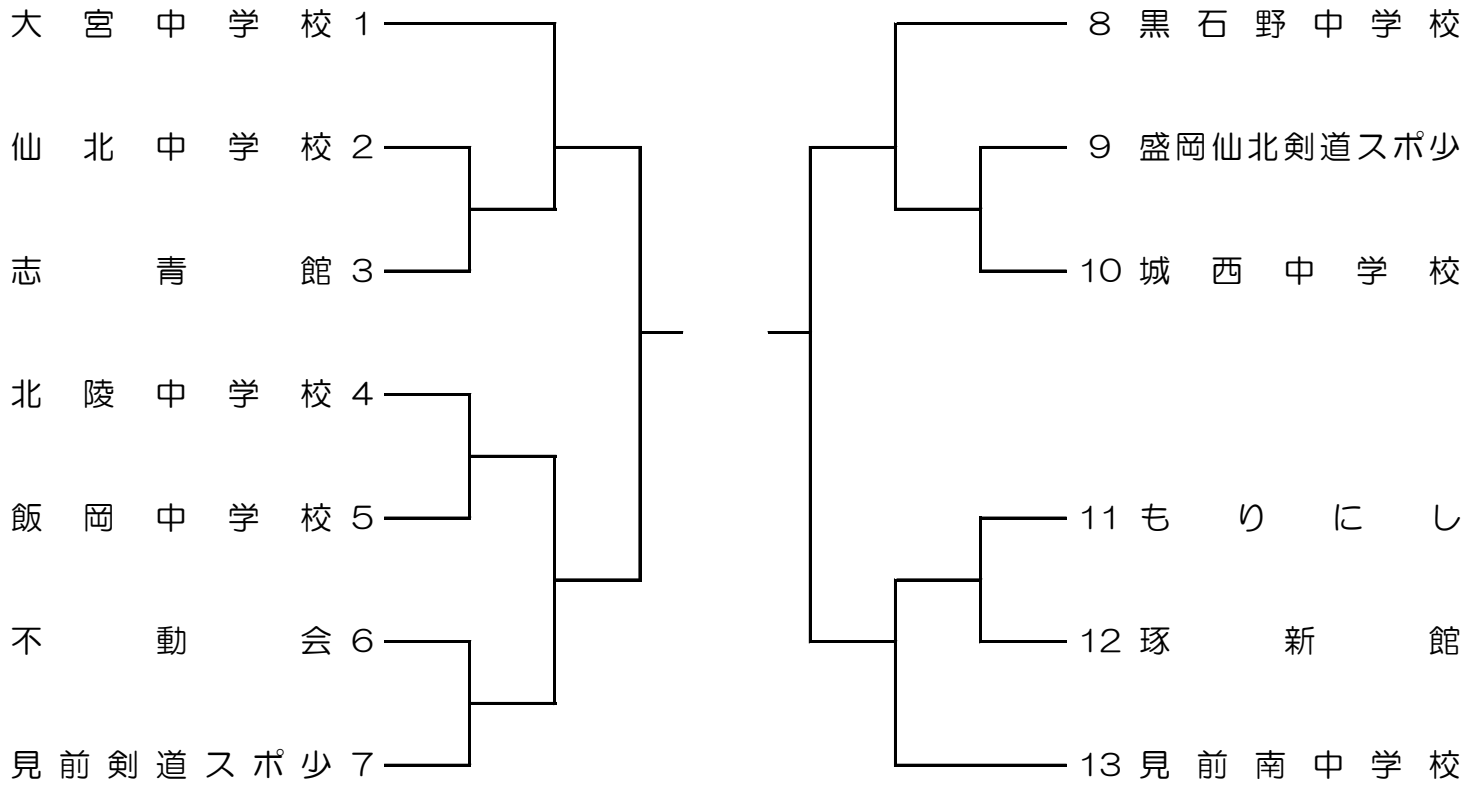 大宮中学校 1
仙北中学校 2
志青館 3
北陵中学校 4
飯岡中学校 5
不動会 6
見前剣道スポ少 7
8 黒石野中学校
9 盛岡仙北剣道スポ少
10 城西中学校
11 もりにし
12 琢新館
13 見前南中学校